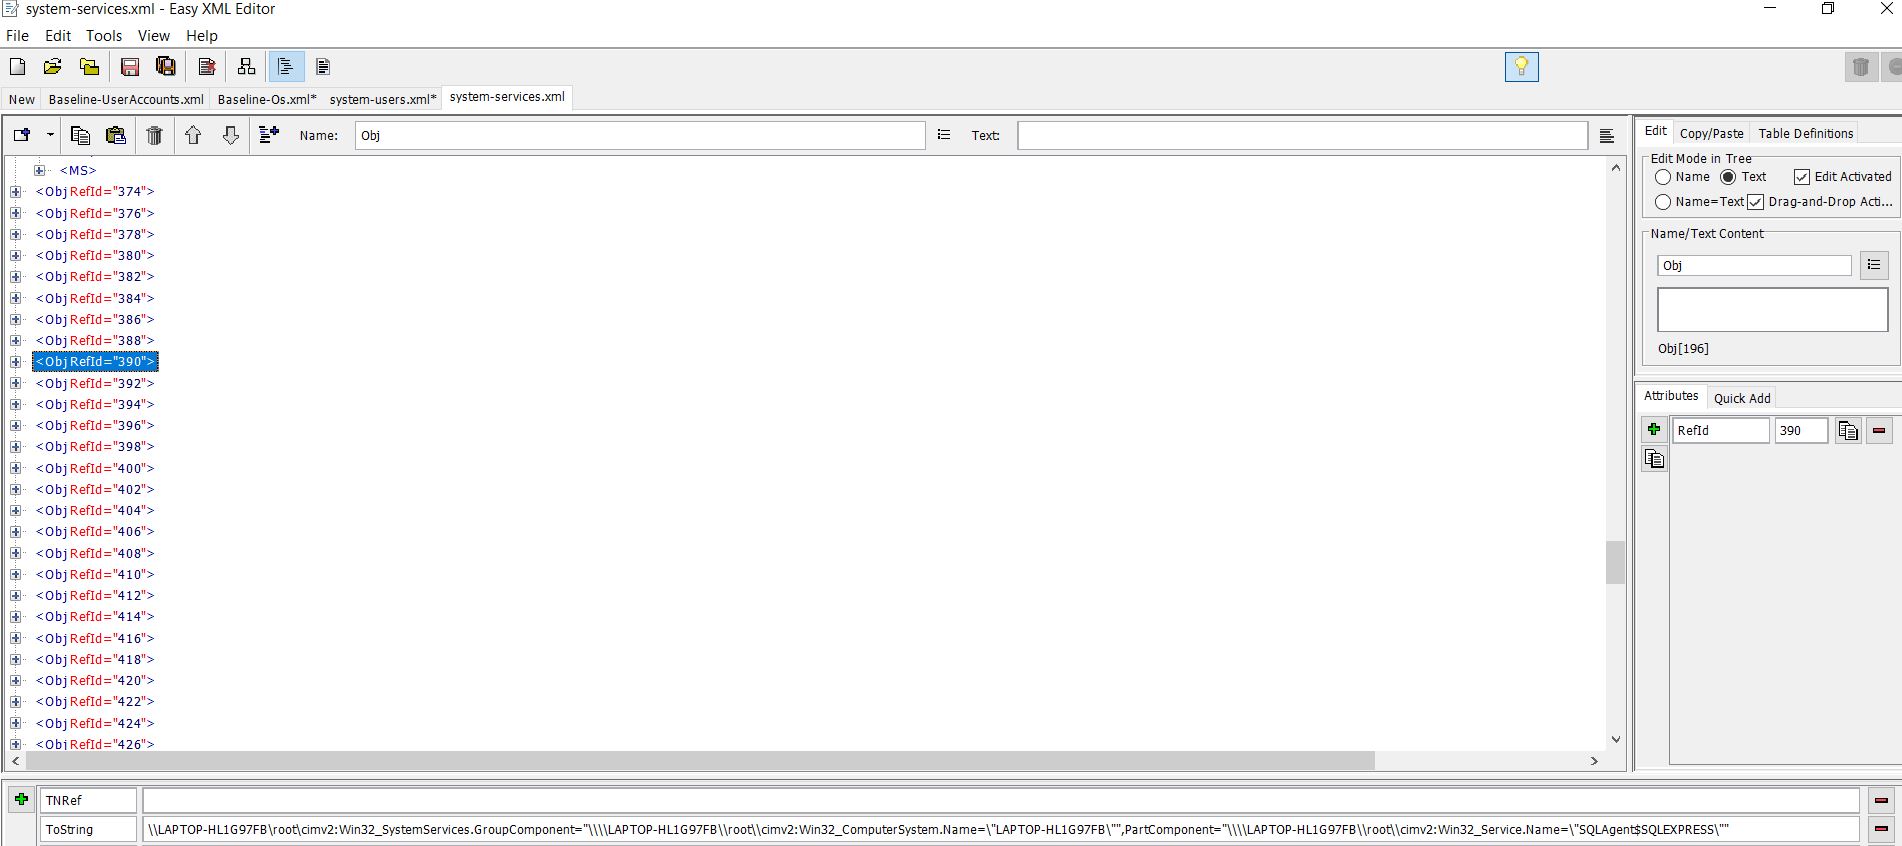 system-services.xml - Easy XML Editor
File Edit Tools View Help
New Baseline-UserAccounts.xml Baseline-Os.xml* system-users.xml* system-services.xml
Name: Obj Text:
<MS>
<Obj RefId="374">
<Obj RefId="376">
<Obj RefId="378">
<Obj RefId="380">
<Obj RefId="382">
<Obj RefId="384">
<Obj RefId="386">
<Obj RefId="388">
<Obj RefId="390">
<Obj RefId="392">
<Obj RefId="394">
<Obj RefId="396">
<Obj RefId="398">
<Obj RefId="400">
<Obj RefId="402">
<Obj RefId="404">
<Obj RefId="406">
<Obj RefId="408">
<Obj RefId="410">
<Obj RefId="412">
<Obj RefId="414">
<Obj RefId="416">
<Obj RefId="418">
<Obj RefId="420">
<Obj RefId="422">
<Obj RefId="424">
<Obj RefId="426">
Edit Copy/Paste Table Definitions
Edit Mode in Tree
Name Text Edit Activated
Name=Text Drag-and-Drop Acti...
Name/Text Content
Obj
Obj[196]
Attributes Quick Add
RefId 390
TNRef
ToString \\LAPTOP-HL1G97FB\root\cimv2:Win32_SystemServices.GroupComponent="\\\\LAPTOP-HL1G97FB\\root\\cimv2:Win32_ComputerSystem.Name=\"LAPTOP-HL1G97FB\"",PartComponent="\\\\LAPTOP-HL1G97FB\\root\\cimv2:Win32_Service.Name=\"SQLAgent$SQLEXPRESS\""